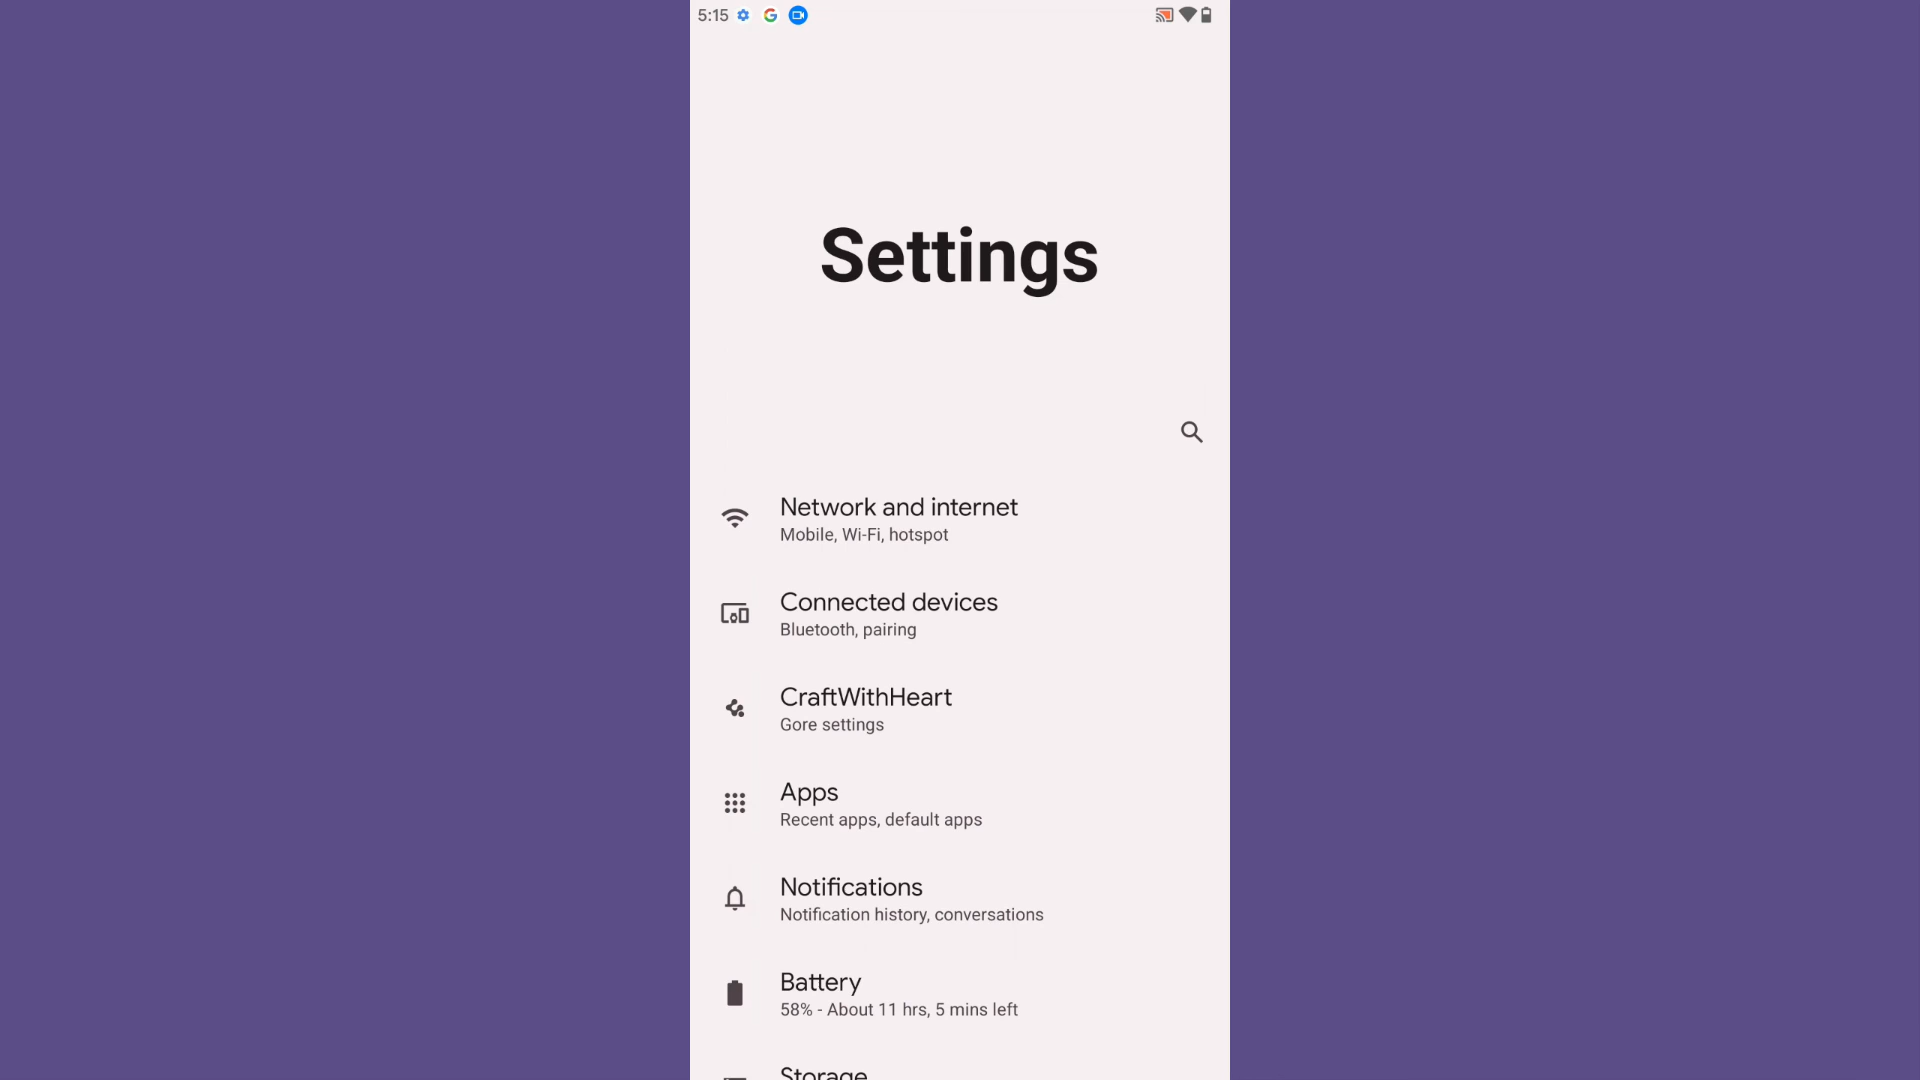 5:15
Settings
Network and internet
Mobile, Wi-Fi, hotspot
Connected devices
Bluetooth, pairing
CraftWithHeart
Gore settings
Apps
Recent apps, default apps
Notifications
Notification history, conversations
Battery
58% - About 11 hrs, 5 mins left
Storage